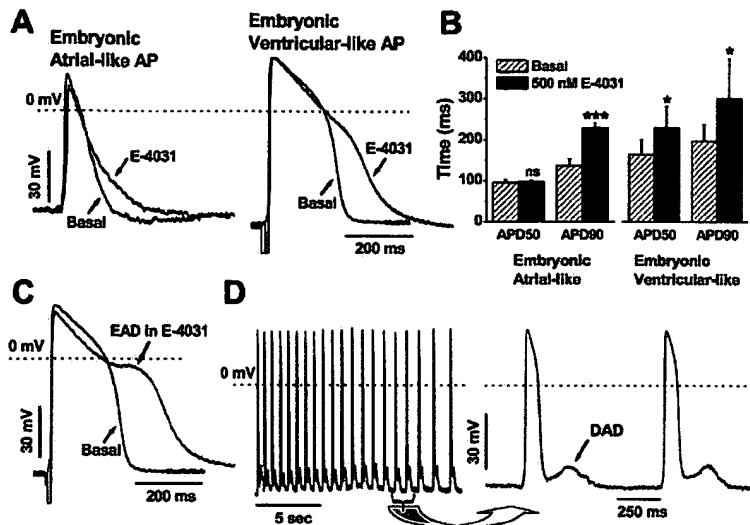 A
Embryonic
Atrial-like AP
Embryonic
Ventricular-like AP
0 mV
30 mV
E-4031
Basal
E-4031
Basal
200 ms
B
Basal
500 nM E-4031
Time (ms)
400
300
200
100
0
ns
***
*
*
APD50
APD90
APD50
APD90
Embryonic
Atrial-like
Embryonic
Ventricular-like
C
0 mV
EAD in E-4031
30 mV
Basal
200 ms
D
0 mV
5 sec
30 mV
DAD
250 ms